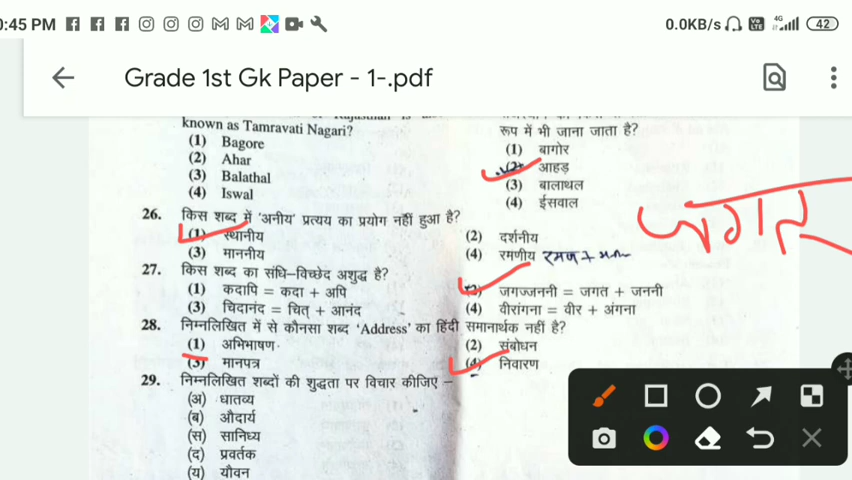 0:45 PM 0.0KB/s 4G 42
Grade 1st Gk Paper - 1-.pdf
known as Tamravati Nagari?
(1) Bagore
(2) Ahar
(3) Balathal
(4) Iswal
रूप में भी जाना जाता है?
(1) बागोर
(2) आहड़
(3) बालाथल
(4) ईसवाल
26. किस शब्द में 'अनीय' प्रत्यय का प्रयोग नहीं हुआ है?
(1) स्थानीय
(2) दर्शनीय
(3) माननीय
(4) रमणीय
27. किस शब्द का संधि–विच्छेद अशुद्ध है?
(1) कदापि = कदा + अपि
जगज्जननी = जगत + जननी
(3) चिदानंद = चित् + आनंद
(4) वीरांगना = वीर + अंगना
28. निम्नलिखित में से कौनसा शब्द 'Address' का हिंदी समानार्थक नहीं है?
(1) अभिभाषण
(2) संबोधन
(3) मानपत्र
(4) निवारण
29. निम्नलिखित शब्दों की शुद्धता पर विचार कीजिए –
(अ) धातव्य
(ब) औदार्य
(स) सानिध्य
(द) प्रवर्तक
(य) यौवन
जगत्